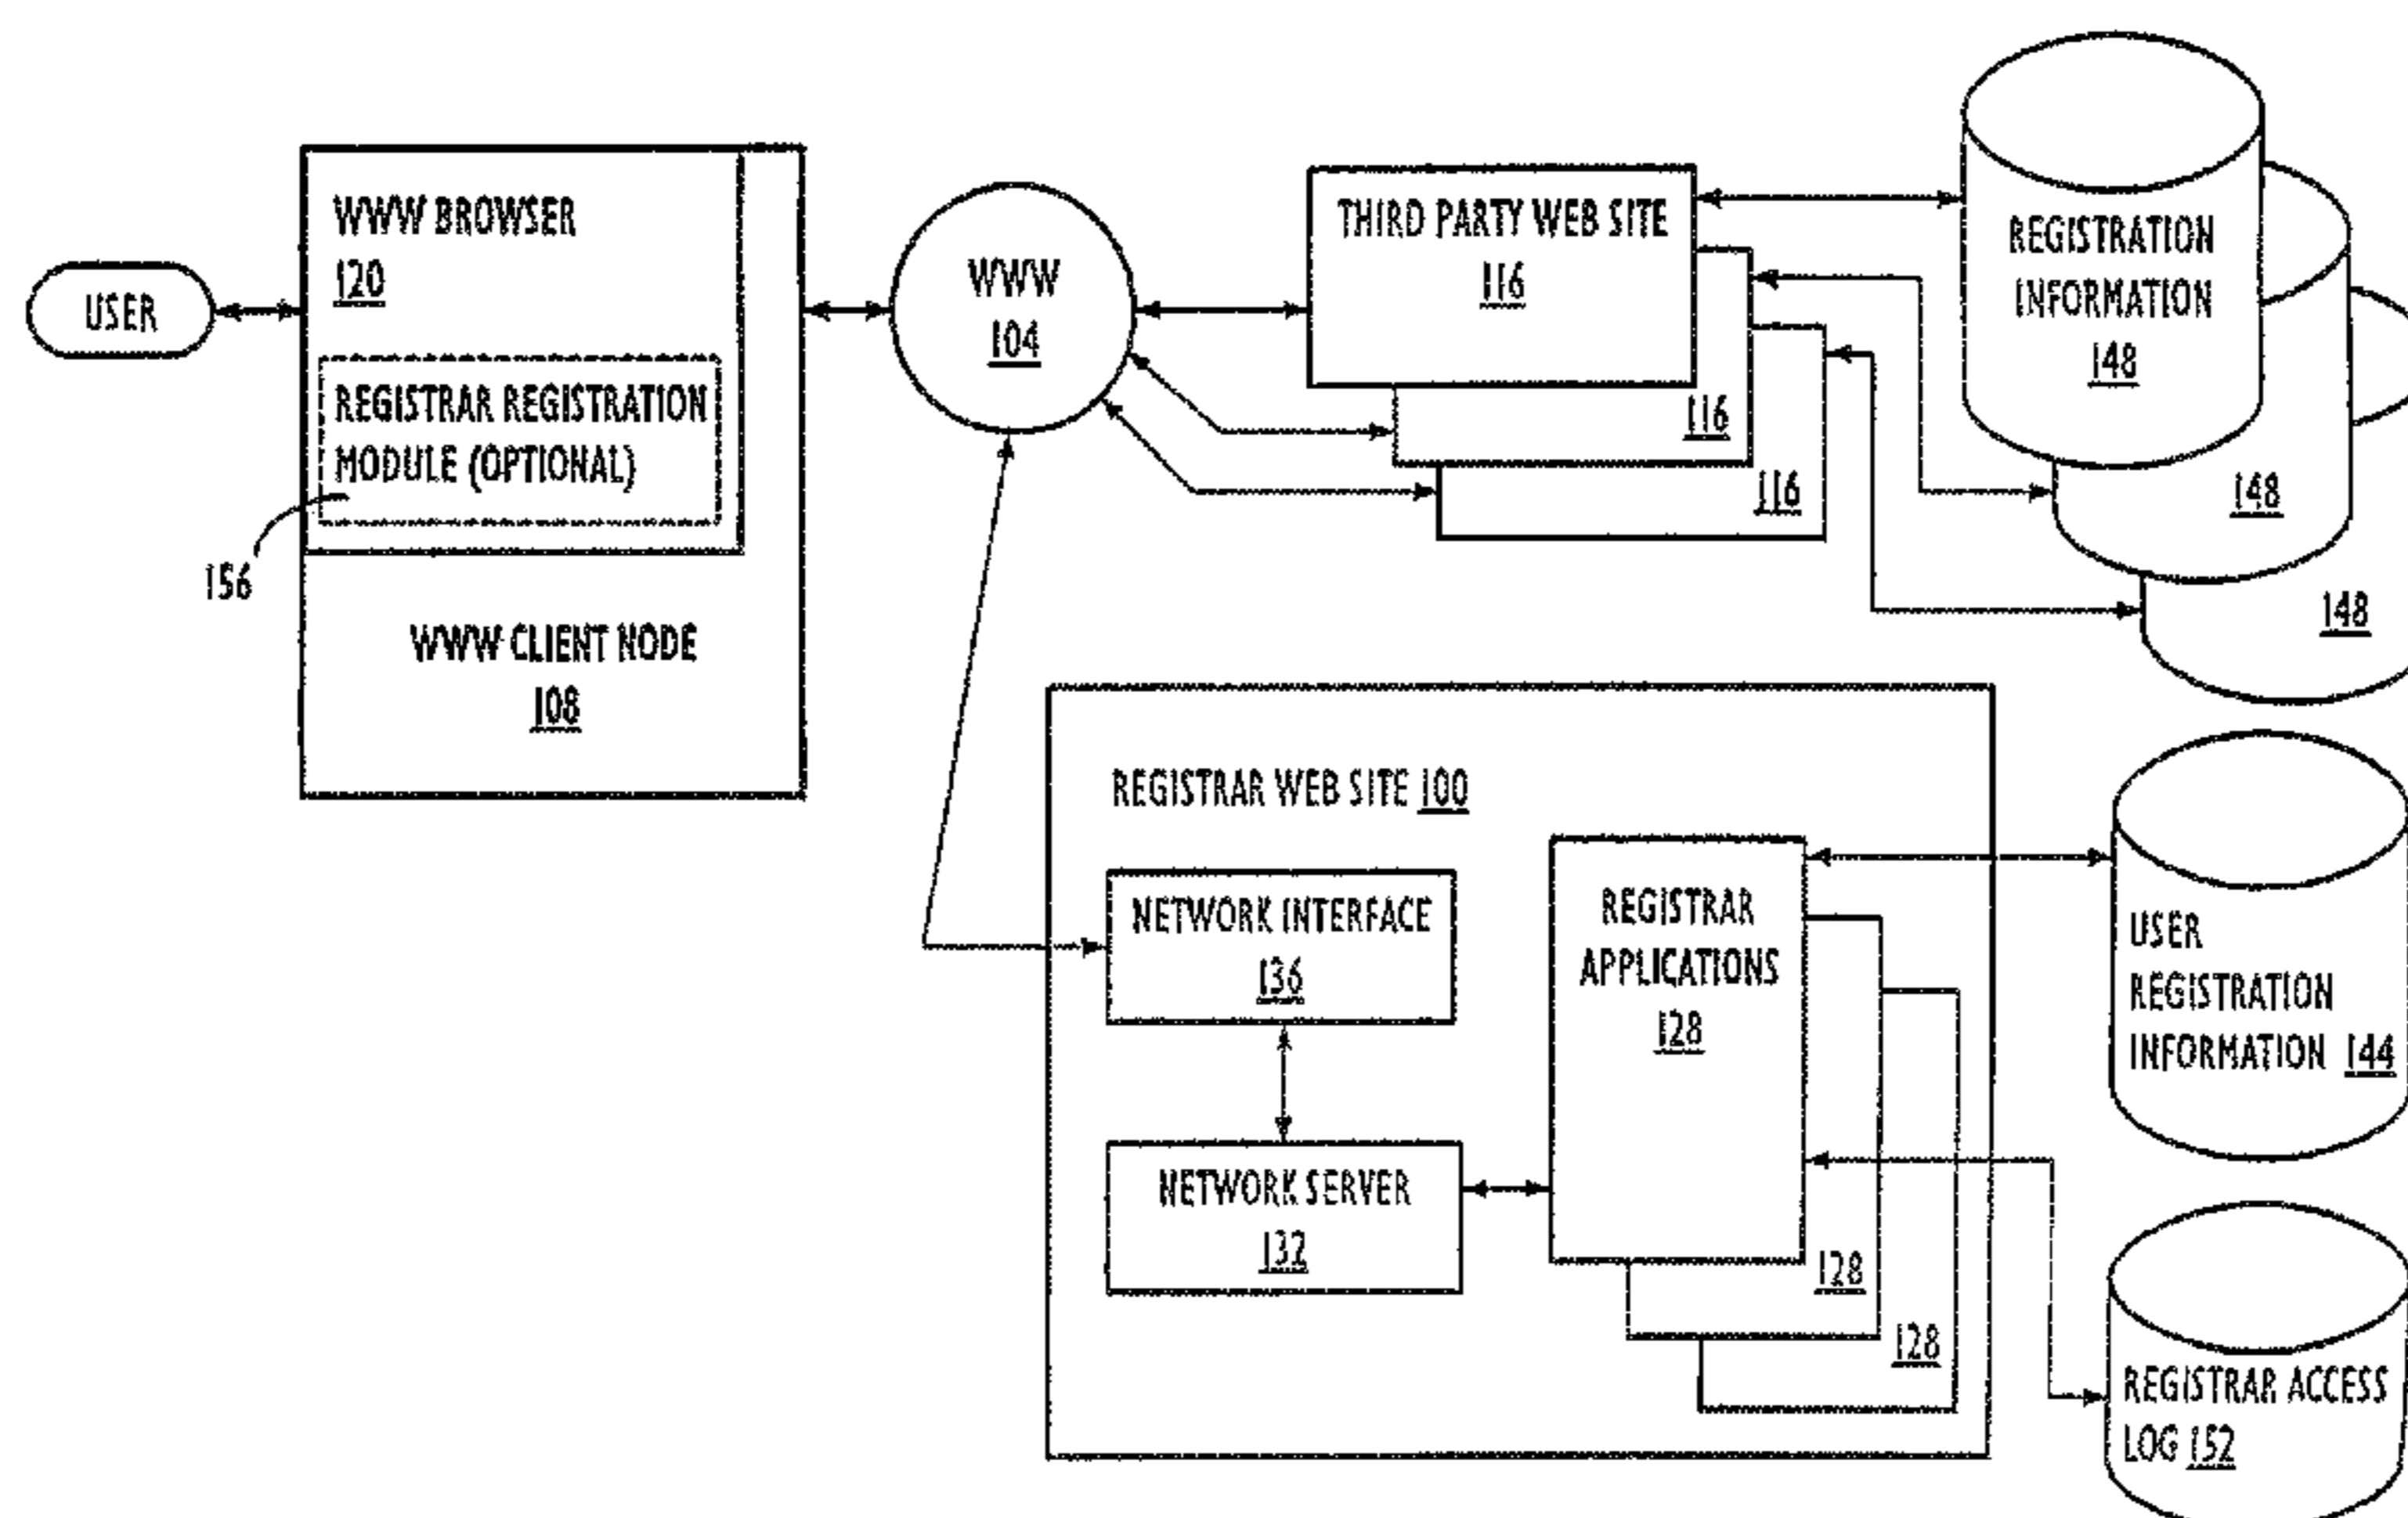 USER
WWW BROWSER
120
REGISTRAR REGISTRATION
MODULE (OPTIONAL)
156
WWW CLIENT NODE
108
WWW
104
THIRD PARTY WEB SITE
116
116
116
REGISTRATION
INFORMATION
148
148
148
REGISTRAR WEB SITE 100
NETWORK INTERFACE
136
NETWORK SERVER
132
REGISTRAR
APPLICATIONS
128
128
128
USER
REGISTRATION
INFORMATION 144
REGISTRAR ACCESS
LOG 152